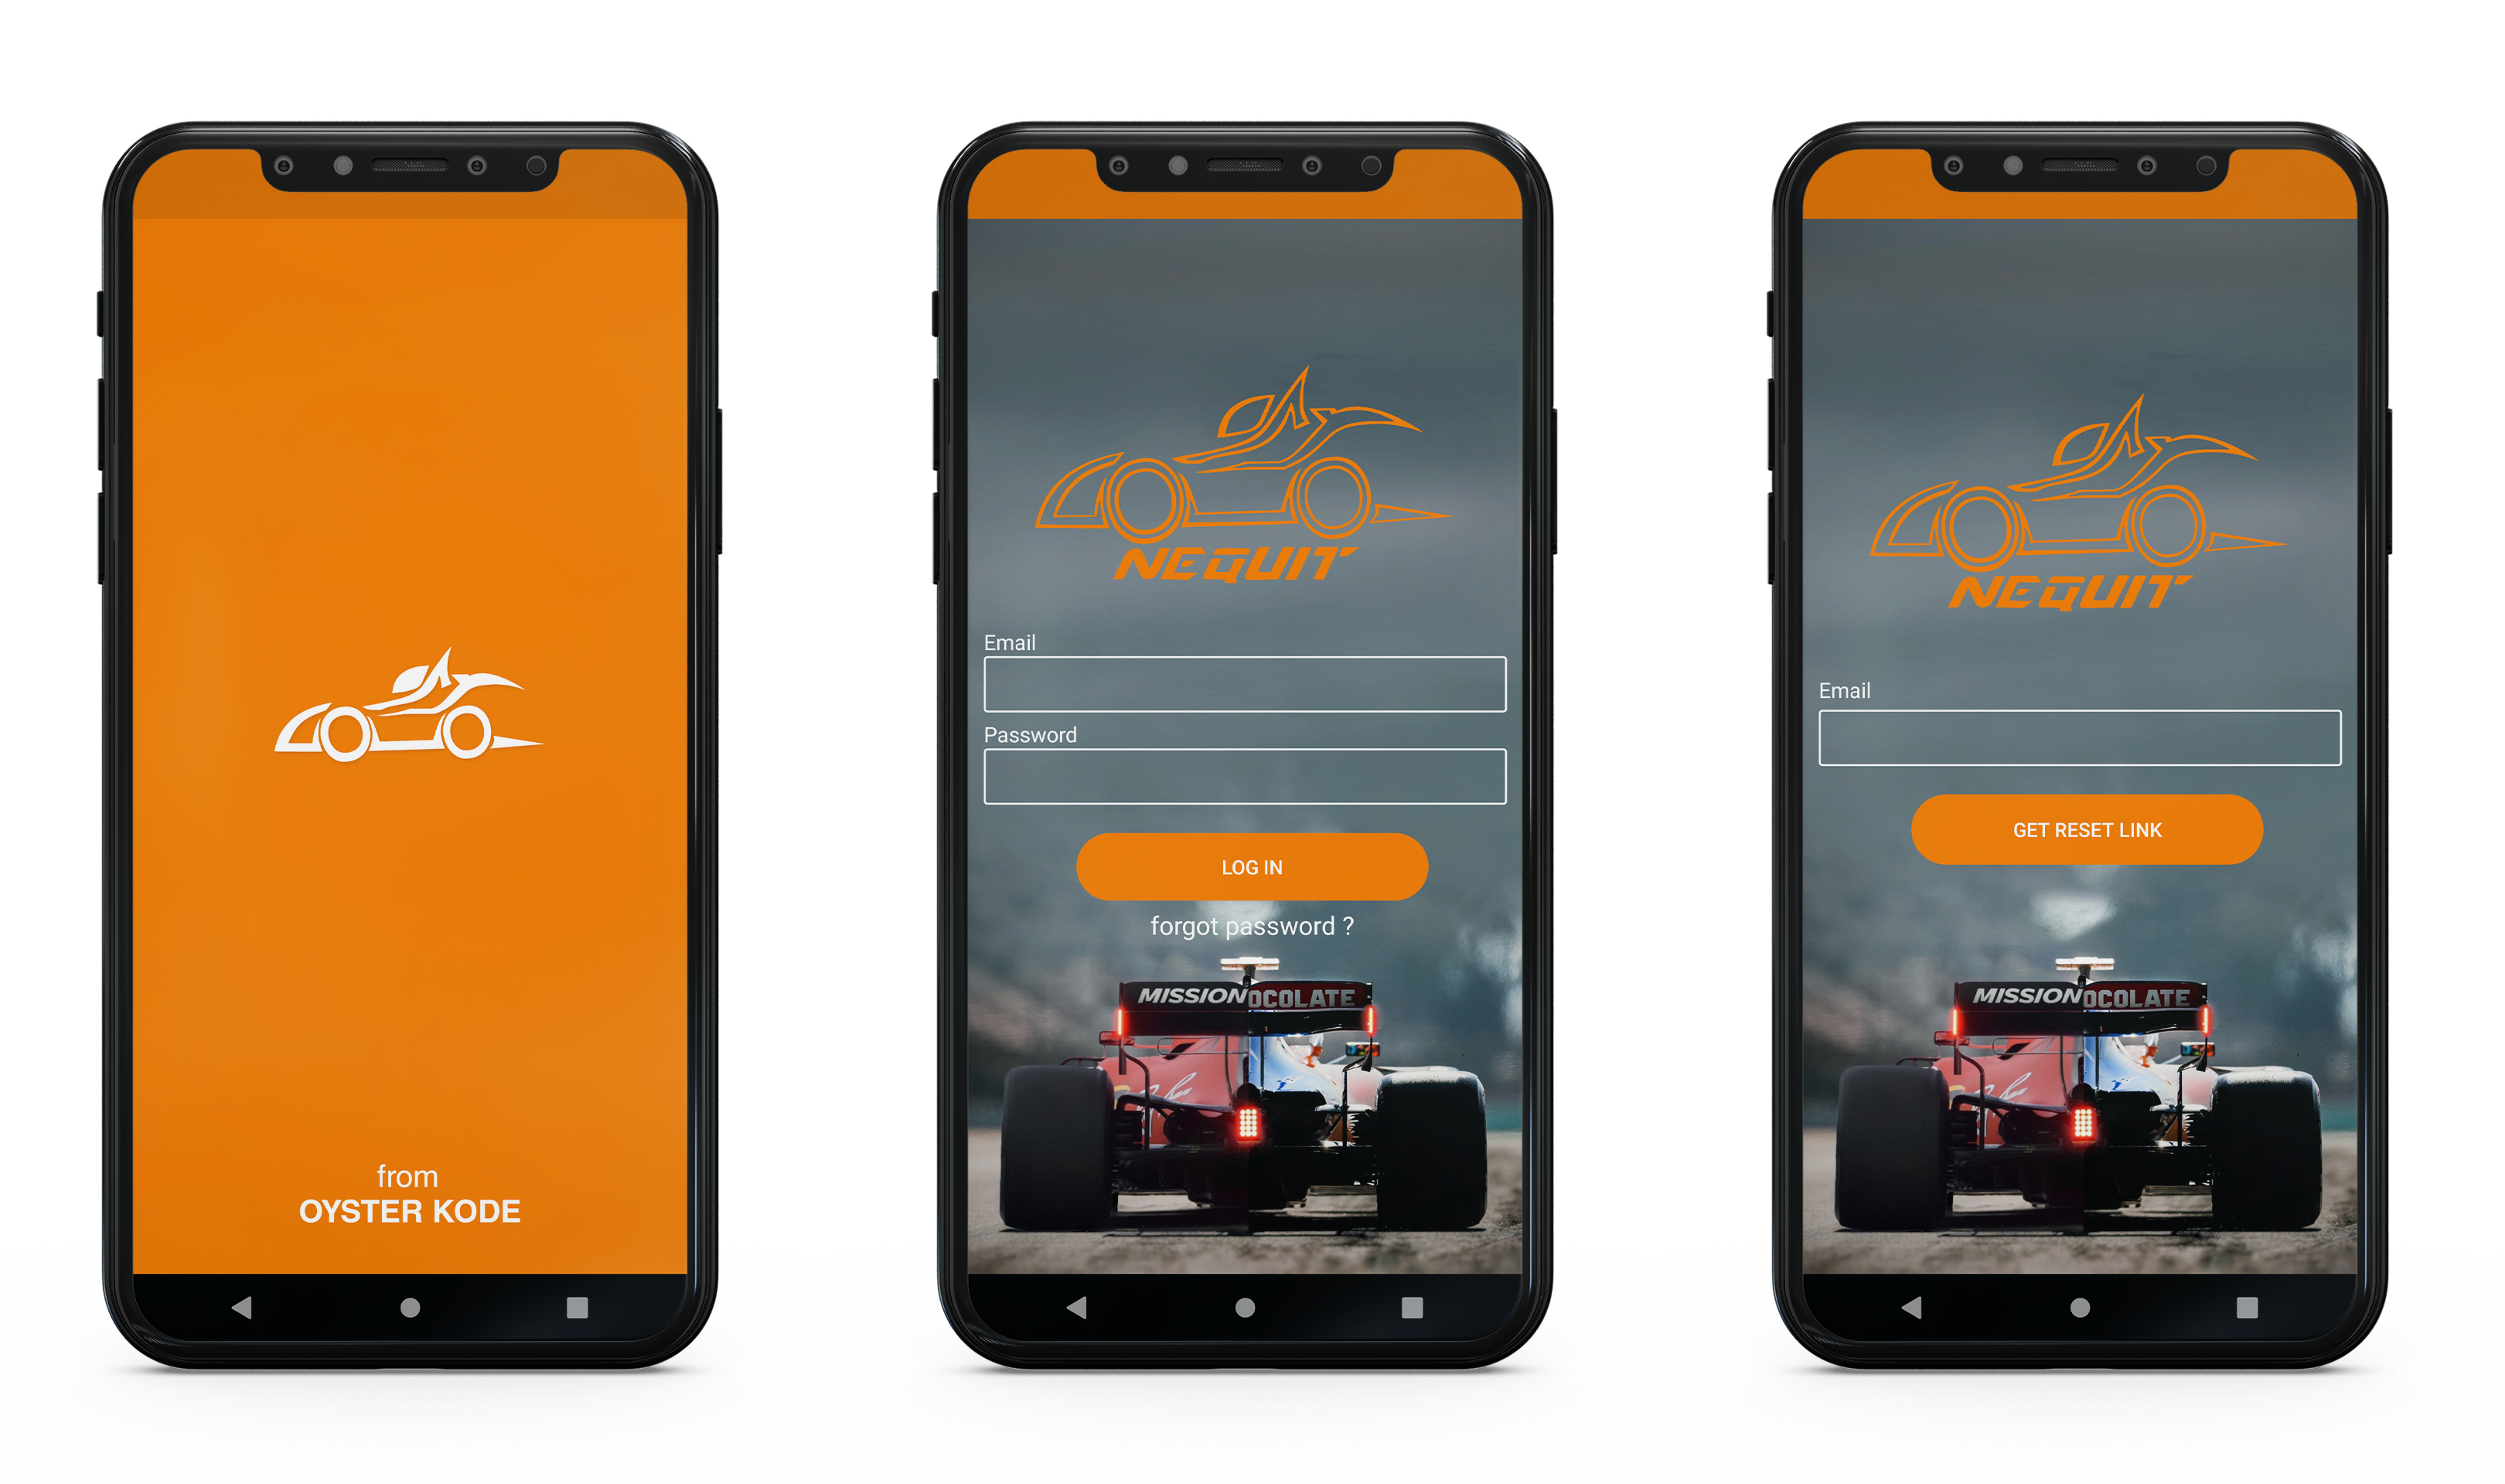 from
OYSTER KODE
NEQUIT
Email
Password
LOG IN
forgot password ?
MISSION OCOLATE
NEQUIT
Email
GET RESET LINK
MISSION OCOLATE